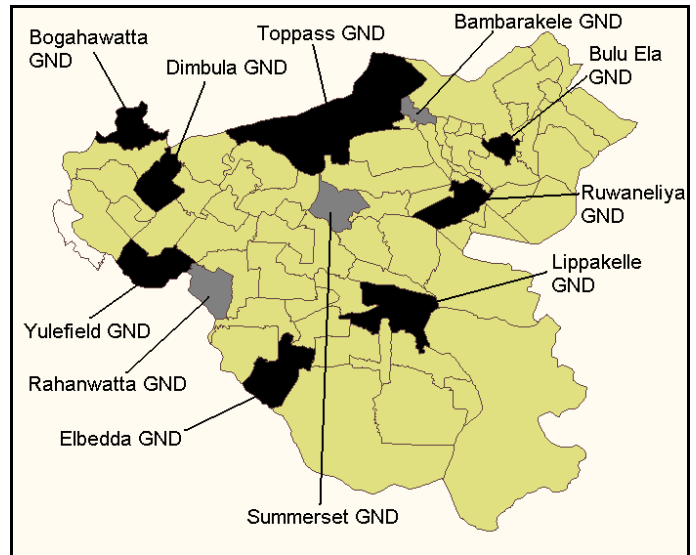 Bambarakele GND
Toppass GND
Bogahawatta
GND
Bulu Ela
GND
Dimbula GND
Ruwaneliya
GND
Lippakelle
GND
Yulefield GND
Rahanwatta GND
Elbedda GND
Summerset GND